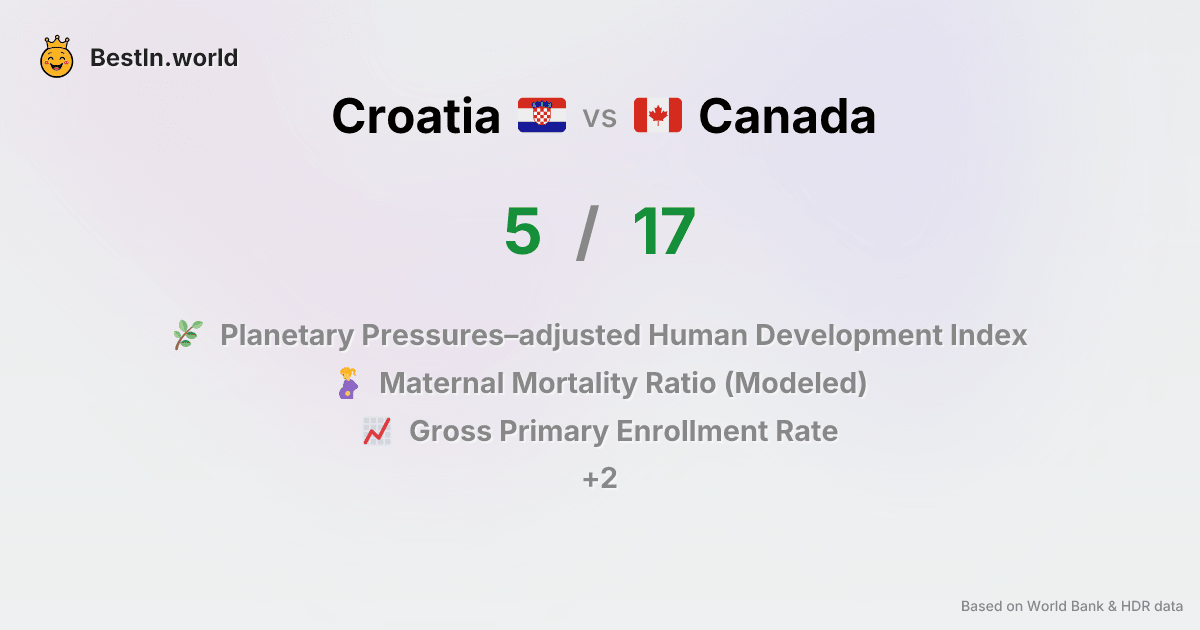 BestIn.world
Croatia vs Canada
5 / 17
Planetary Pressures–adjusted Human Development Index
Maternal Mortality Ratio (Modeled)
Gross Primary Enrollment Rate
+2
Based on World Bank & HDR data